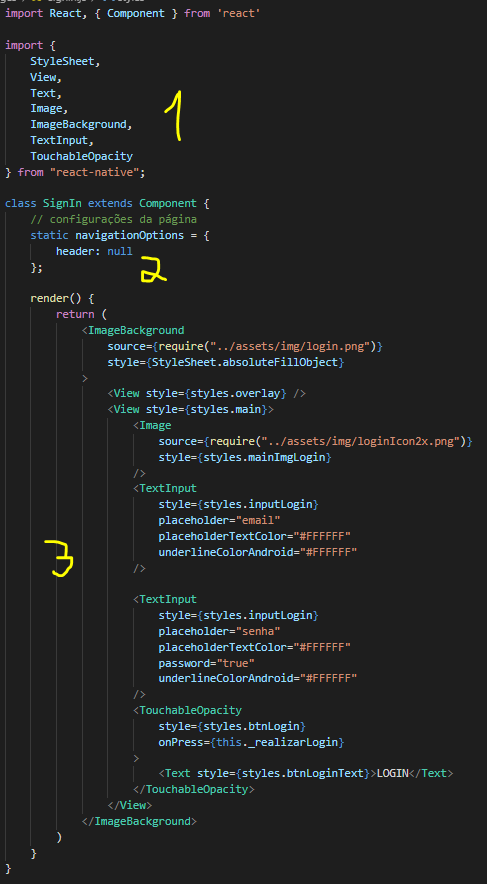 import React, { Component } from 'react'
import {
StyleSheet,
View,
Text,
Image,
ImageBackground,
TextInput,
TouchableOpacity
} from "react-native";
1
class SignIn extends Component {
// configurações da página
static navigationOptions = {
header: null
};
2
render() {
return (
<ImageBackground
source={require("../assets/img/login.png")}
style={StyleSheet.absoluteFillObject}
>
<View style={styles.overlay} />
<View style={styles.main}>
<Image
source={require("../assets/img/loginIcon2x.png")}
style={styles.mainImgLogin}
/>
<TextInput
style={styles.inputLogin}
placeholder="email"
placeholderTextColor="#FFFFFF"
underlineColorAndroid="#FFFFFF"
/>
3
<TextInput
style={styles.inputLogin}
placeholder="senha"
placeholderTextColor="#FFFFFF"
password="true"
underlineColorAndroid="#FFFFFF"
/>
<TouchableOpacity
style={styles.btnLogin}
onPress={this._realizarLogin}
>
<Text style={styles.btnLoginText}>LOGIN</Text>
</TouchableOpacity>
</View>
</ImageBackground>
)
}
}